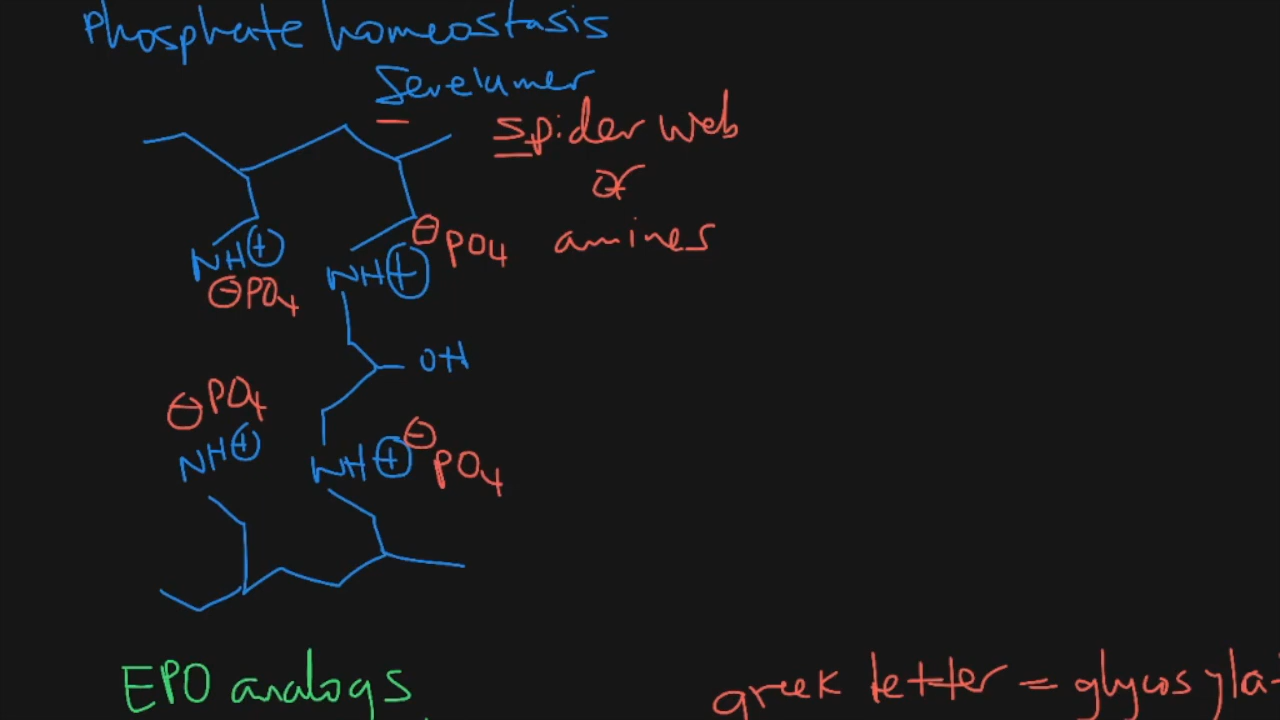 Phosphate homeostasis
Sevelamer
spider web
of
amines
NH⊕
⊖PO4
NH⊕
⊖PO4
OH
⊖PO4
NH⊕
NH⊕
⊖PO4
EPO analogs
greek letter = glycosyla-